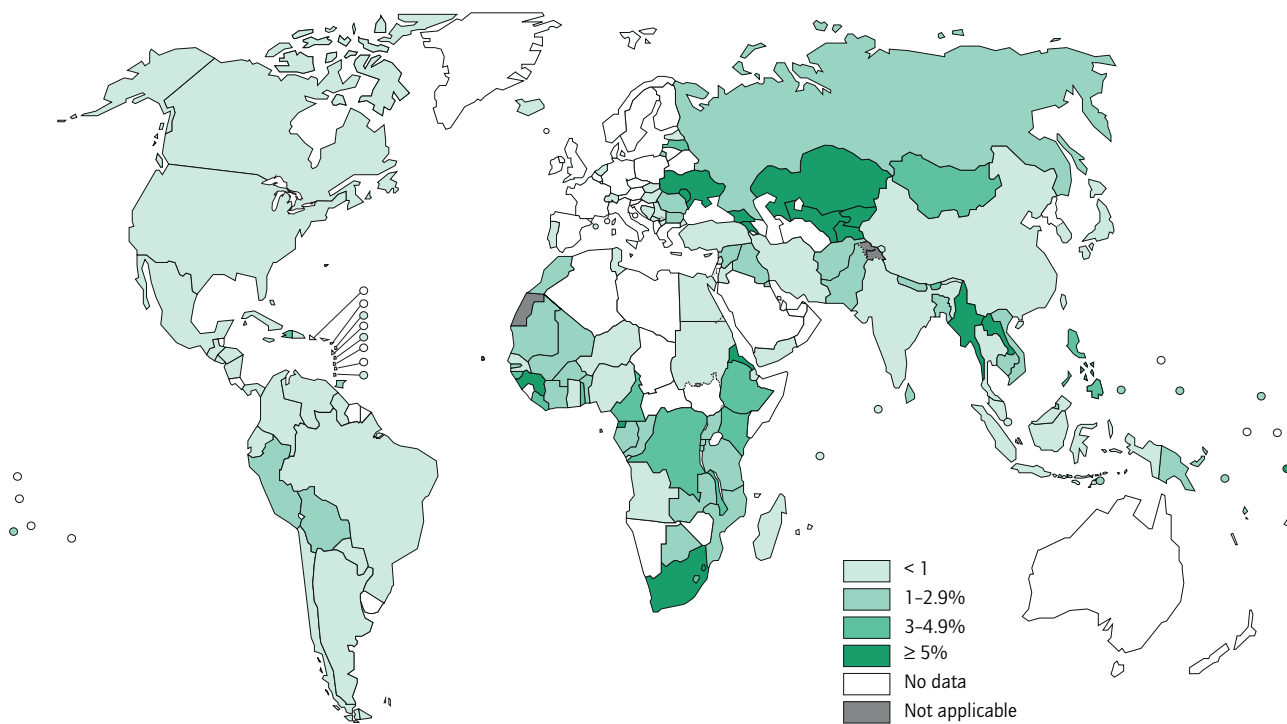 < 1
1–2.9%
3–4.9%
≥ 5%
No data
Not applicable